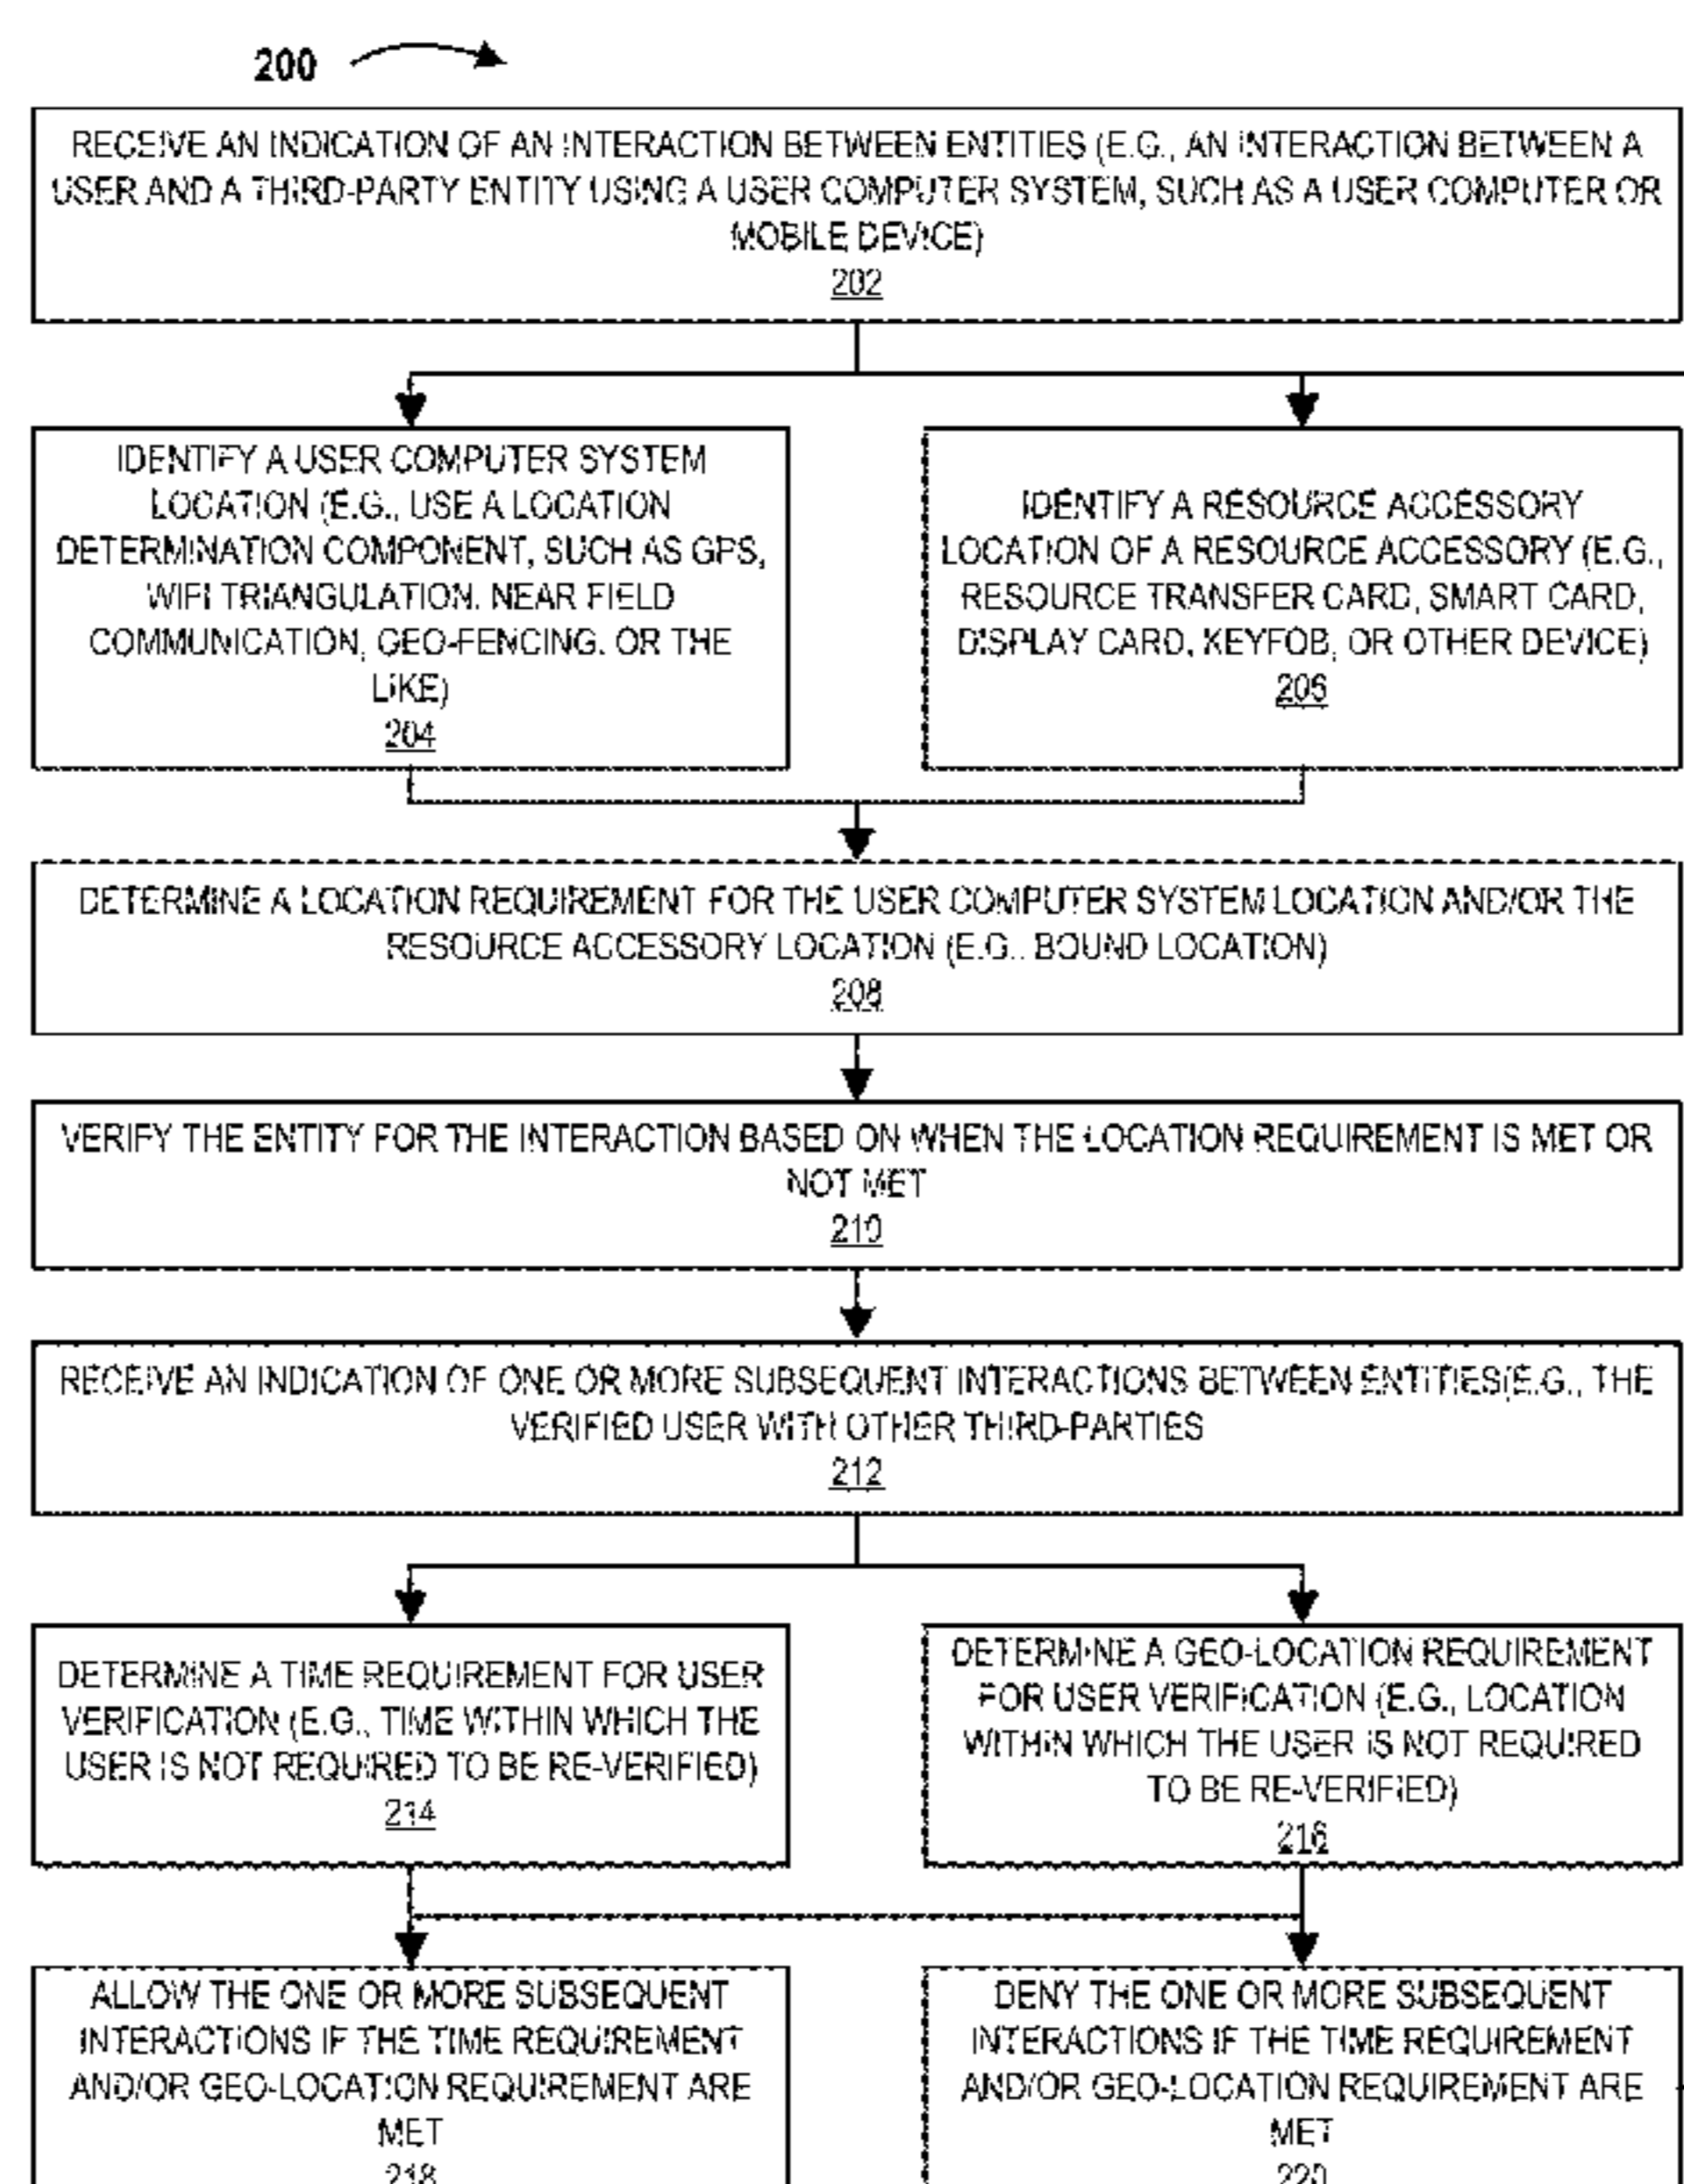 200
RECEIVE AN INDICATION OF AN INTERACTION BETWEEN ENTITIES (E.G., AN INTERACTION BETWEEN A
USER AND A THIRD-PARTY ENTITY USING A USER COMPUTER SYSTEM, SUCH AS A USER COMPUTER OR
MOBILE DEVICE)
202
IDENTIFY A USER COMPUTER SYSTEM
LOCATION (E.G., USE A LOCATION
DETERMINATION COMPONENT, SUCH AS GPS,
WIFI TRIANGULATION, NEAR FIELD
COMMUNICATION, GEO-FENCING, OR THE
LIKE)
204
IDENTIFY A RESOURCE ACCESSORY
LOCATION OF A RESOURCE ACCESSORY (E.G.,
RESOURCE TRANSFER CARD, SMART CARD,
DISPLAY CARD, KEYFOB, OR OTHER DEVICE)
206
DETERMINE A LOCATION REQUIREMENT FOR THE USER COMPUTER SYSTEM LOCATION AND/OR THE
RESOURCE ACCESSORY LOCATION (E.G., BOUND LOCATION)
208
VERIFY THE ENTITY FOR THE INTERACTION BASED ON WHEN THE LOCATION REQUIREMENT IS MET OR
NOT MET
210
RECEIVE AN INDICATION OF ONE OR MORE SUBSEQUENT INTERACTIONS BETWEEN ENTITIES(E.G., THE
VERIFIED USER WITH OTHER THIRD-PARTIES
212
DETERMINE A TIME REQUIREMENT FOR USER
VERIFICATION (E.G., TIME WITHIN WHICH THE
USER IS NOT REQUIRED TO BE RE-VERIFIED)
214
DETERMINE A GEO-LOCATION REQUIREMENT
FOR USER VERIFICATION (E.G., LOCATION
WITHIN WHICH THE USER IS NOT REQUIRED
TO BE RE-VERIFIED)
216
ALLOW THE ONE OR MORE SUBSEQUENT
INTERACTIONS IF THE TIME REQUIREMENT
AND/OR GEO-LOCATION REQUIREMENT ARE
MET
218
DENY THE ONE OR MORE SUBSEQUENT
INTERACTIONS IF THE TIME REQUIREMENT
AND/OR GEO-LOCATION REQUIREMENT ARE
MET
220